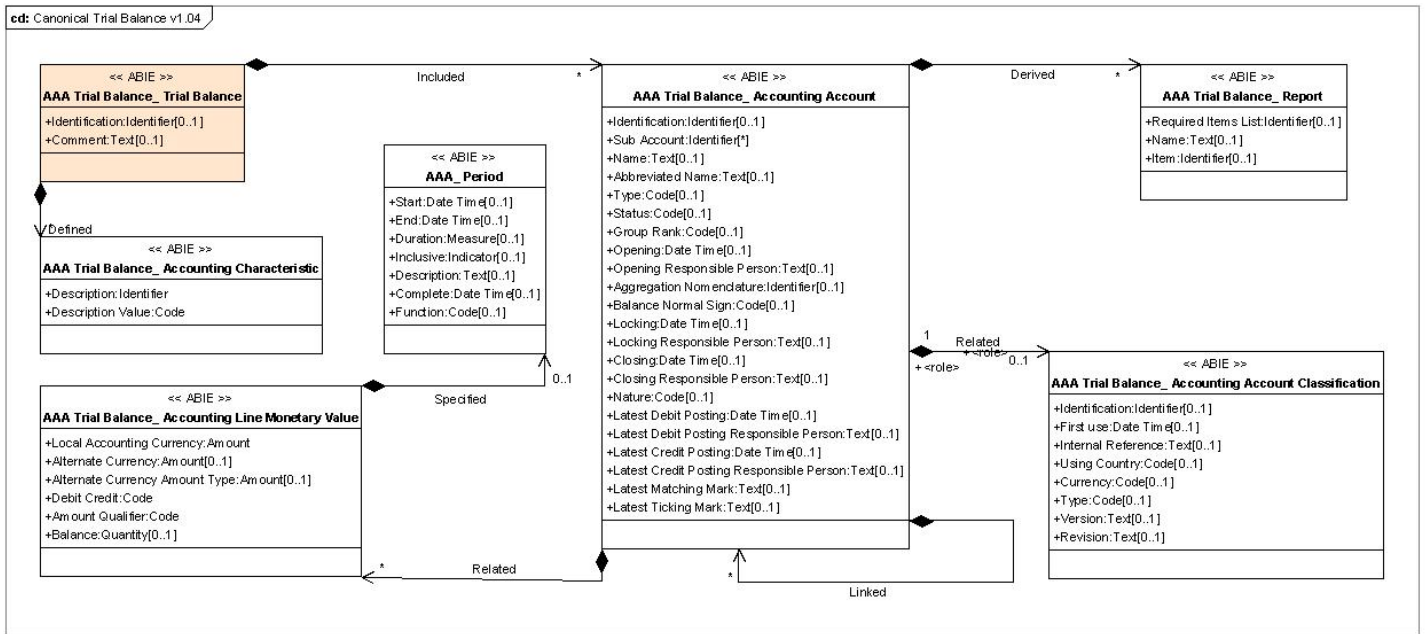 cd: Canonical Trial Balance v1.04
<< ABIE >>
AAA Trial Balance_ Trial Balance
+Identification:Identifier[0..1]
+Comment:Text[0..1]
Included
*
<< ABIE >>
AAA Trial Balance_ Accounting Account
+Identification:Identifier[0..1]
+Sub Account:Identifier[*]
+Name:Text[0..1]
+Abbreviated Name:Text[0..1]
+Type:Code[0..1]
+Status:Code[0..1]
+Group Rank:Code[0..1]
+Opening:Date Time[0..1]
+Opening Responsible Person:Text[0..1]
+Aggregation Nomenclature:Identifier[0..1]
+Balance Normal Sign:Code[0..1]
+Locking:Date Time[0..1]
+Locking Responsible Person:Text[0..1]
+Closing:Date Time[0..1]
+Closing Responsible Person:Text[0..1]
+Nature:Code[0..1]
+Latest Debit Posting:Date Time[0..1]
+Latest Debit Posting Responsible Person:Text[0..1]
+Latest Credit Posting:Date Time[0..1]
+Latest Credit Posting Responsible Person:Text[0..1]
+Latest Matching Mark:Text[0..1]
+Latest Ticking Mark:Text[0..1]
Derived
*
<< ABIE >>
AAA Trial Balance_ Report
+Required Items List:Identifier[0..1]
+Name:Text[0..1]
+Item:Identifier[0..1]
<< ABIE >>
AAA_ Period
+Start:Date Time[0..1]
+End:Date Time[0..1]
+Duration:Measure[0..1]
+Inclusive:Indicator[0..1]
+Description:Text[0..1]
+Complete:Date Time[0..1]
+Function:Code[0..1]
*
Defined
<< ABIE >>
AAA Trial Balance_ Accounting Characteristic
+Description:Identifier
+Description Value:Code
1
Related
+ <role>
0..1
+ <role>
<< ABIE >>
AAA Trial Balance_ Accounting Account Classification
+Identification:Identifier[0..1]
+First use:Date Time[0..1]
+Internal Reference:Text[0..1]
+Using Country:Code[0..1]
+Currency:Code[0..1]
+Type:Code[0..1]
+Version:Text[0..1]
+Revision:Text[0..1]
0..1
Specified
<< ABIE >>
AAA Trial Balance_ Accounting Line Monetary Value
+Local Accounting Currency:Amount
+Alternate Currency:Amount[0..1]
+Alternate Currency Amount Type:Amount[0..1]
+Debit Credit:Code
+Amount Qualifier:Code
+Balance:Quantity[0..1]
*
Related
*
Linked